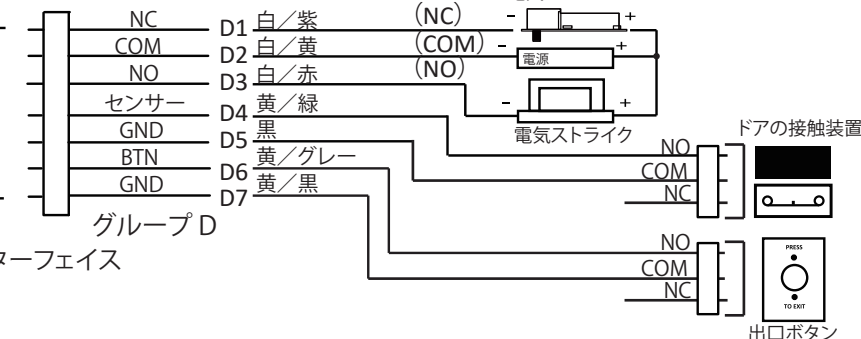 NC D1 白／紫 (NC) - +
COM D2 白／黄 (COM) - +
電源
NO D3 白／赤 (NO)
センサー D4 黄／緑 - +
電気ストライク
GND D5 黒
BTN D6 黄／グレー
GND D7 黄／黒
グループ D
ターフェイス
ドアの接触装置
NO
COM
NC
NO
COM
NC
PRESS
TO EXIT
出口ボタン